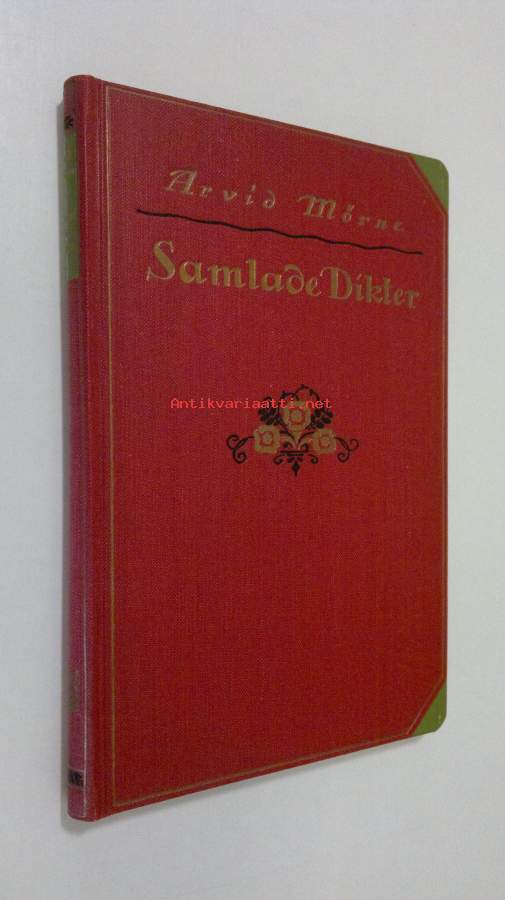 Arvid Mörne
Samlade Dikter
Antikvariaatti.net